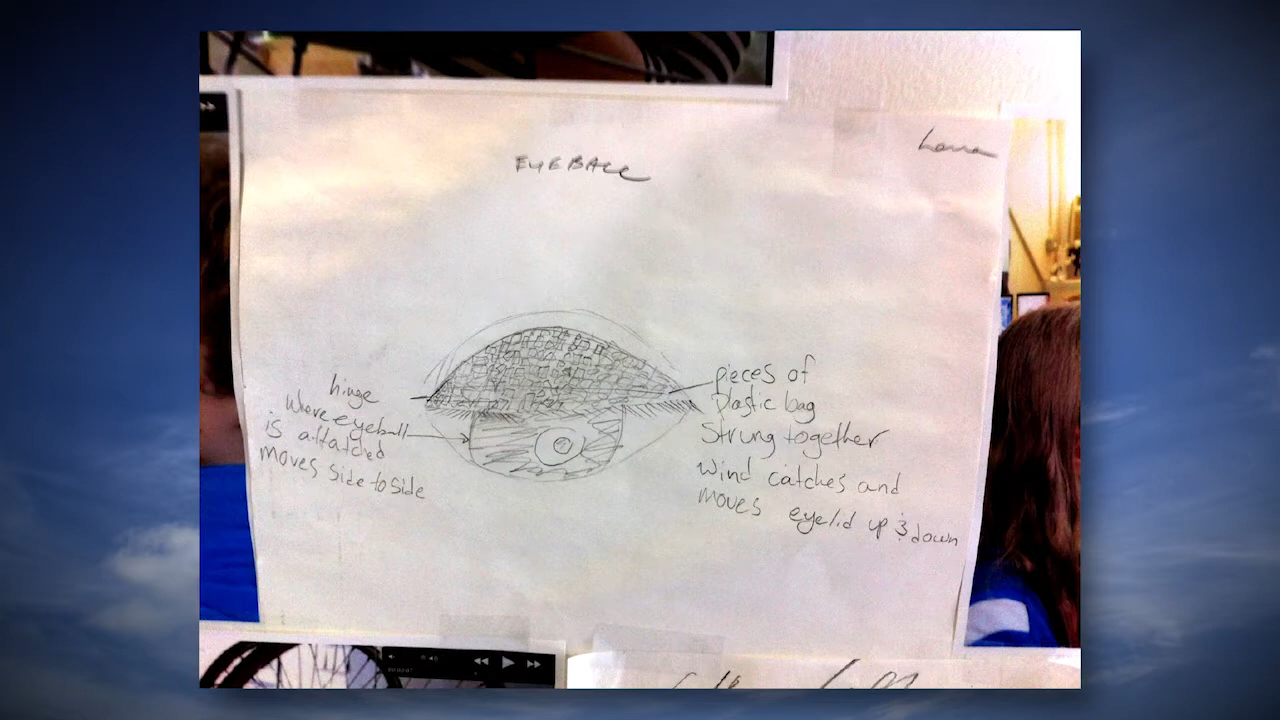 EYEBALL
hinge
where eyeball
is attatched
moves side to side
pieces of
Plastic bag
Strung together
wind catches and
moves eyelid up & down